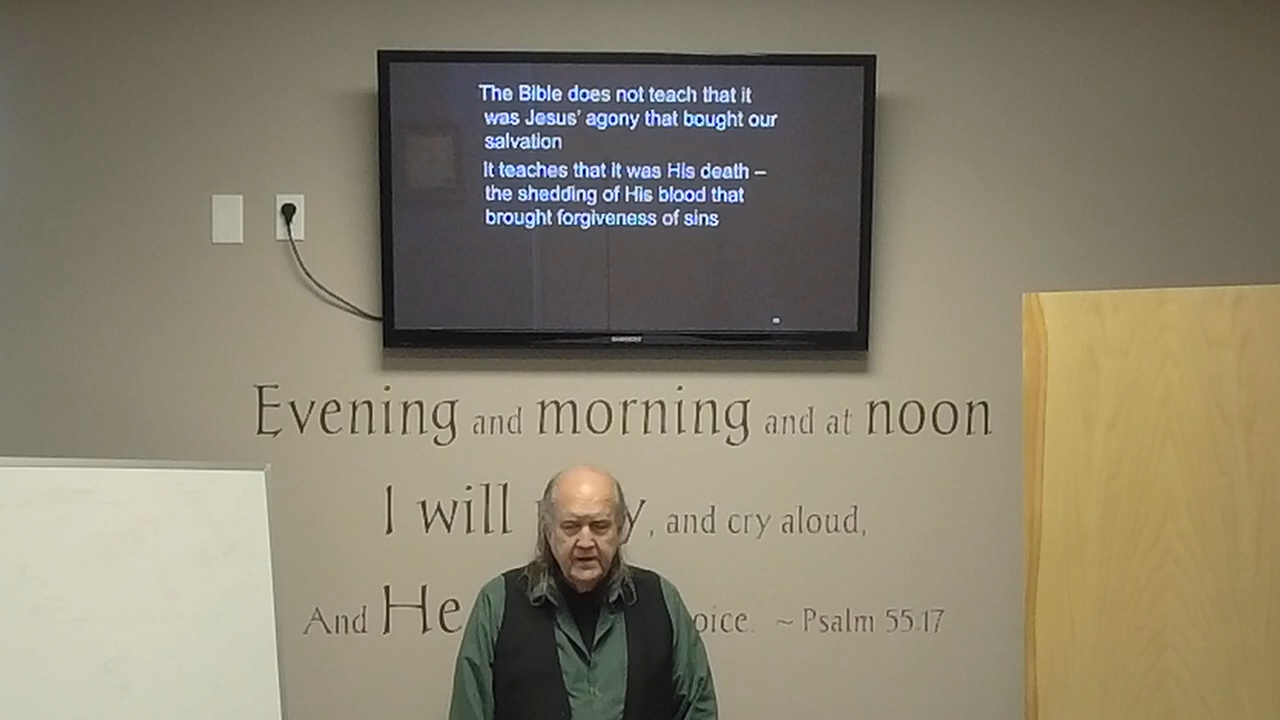 The Bible does not teach that it
was Jesus' agony that bought our
salvation
It teaches that it was His death –
the shedding of His blood that
brought forgiveness of sins
Evening and morning and at noon
I will y, and cry aloud,
And He oice. ~ Psalm 55:17